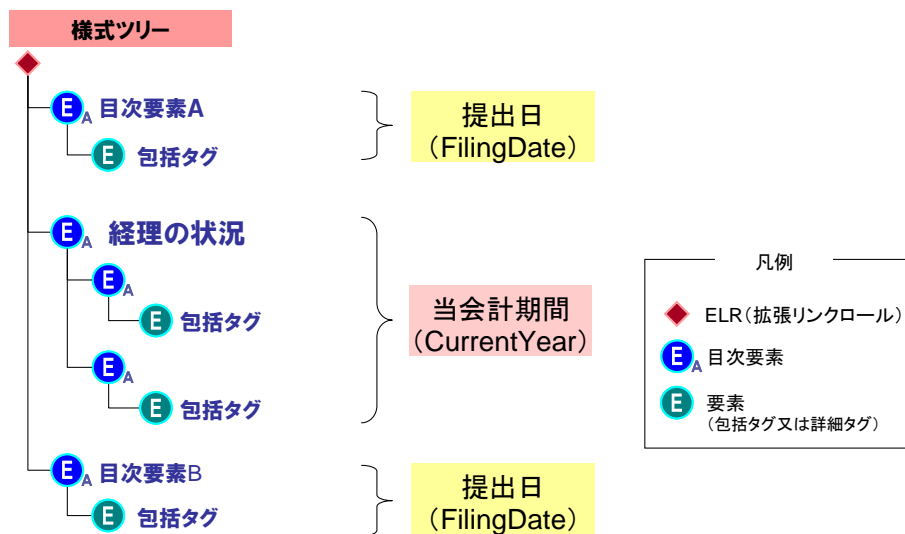 様式ツリー
E A 目次要素A
E 包括タグ
提出日
(FilingDate)
E A 経理の状況
E A
E 包括タグ
E A
E 包括タグ
当会計期間
(CurrentYear)
E A 目次要素B
E 包括タグ
提出日
(FilingDate)
凡例
ELR(拡張リンクロール)
E A 目次要素
E 要素
(包括タグ又は詳細タグ)